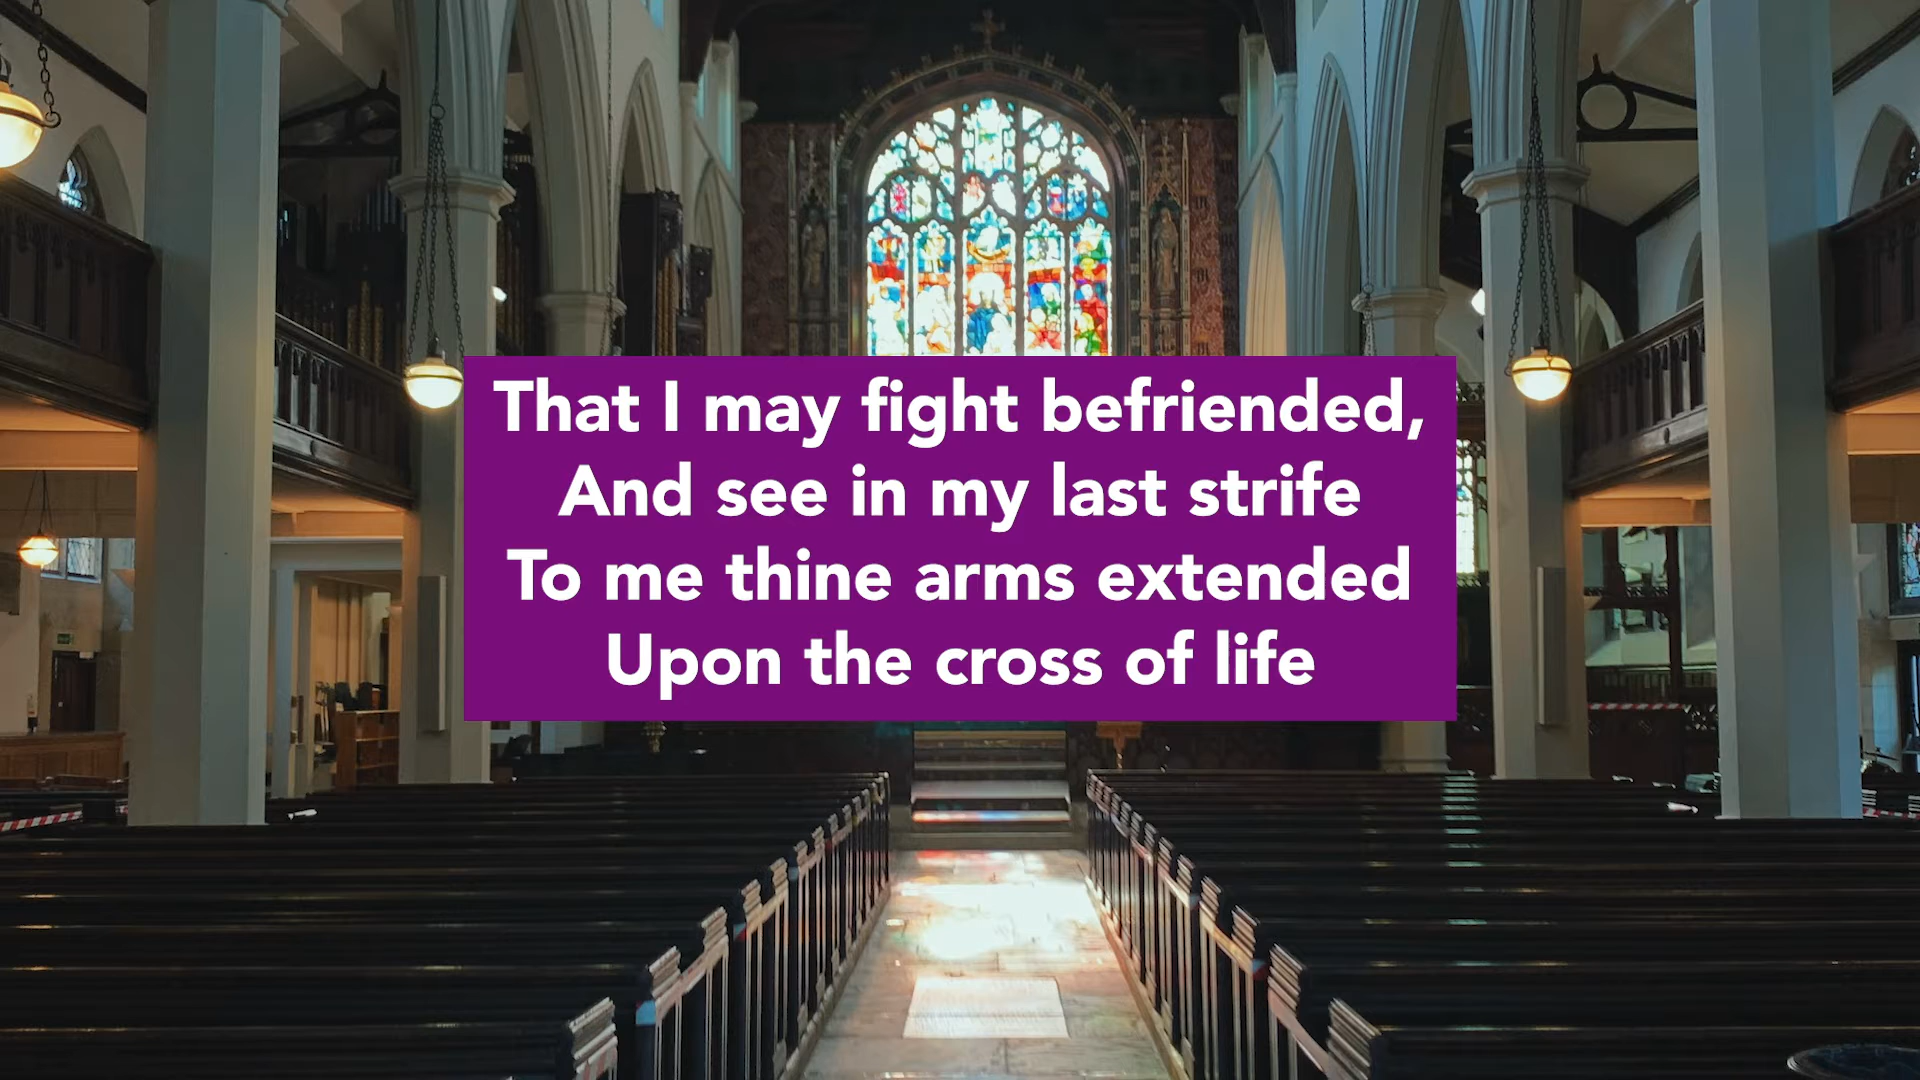 That I may fight befriended,
And see in my last strife
To me thine arms extended
Upon the cross of life